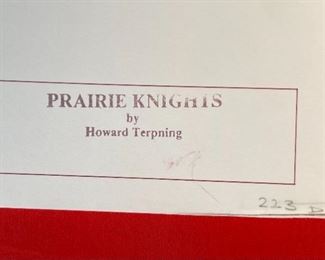 PRAIRIE KNIGHTS
by
Howard Terpning
223 D